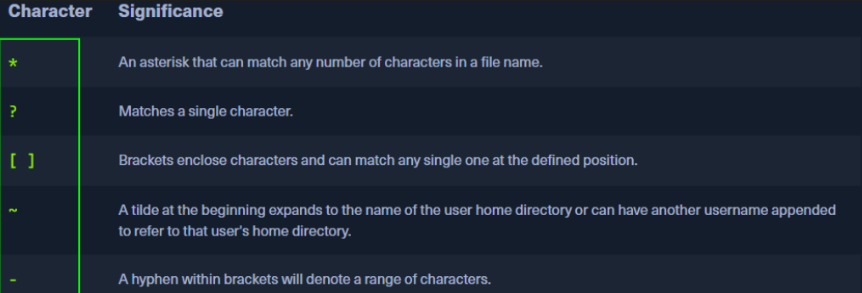 Character Significance
* An asterisk that can match any number of characters in a file name.
? Matches a single character.
[ ] Brackets enclose characters and can match any single one at the defined position.
~ A tilde at the beginning expands to the name of the user home directory or can have another username appended
to refer to that user's home directory.
- A hyphen within brackets will denote a range of characters.